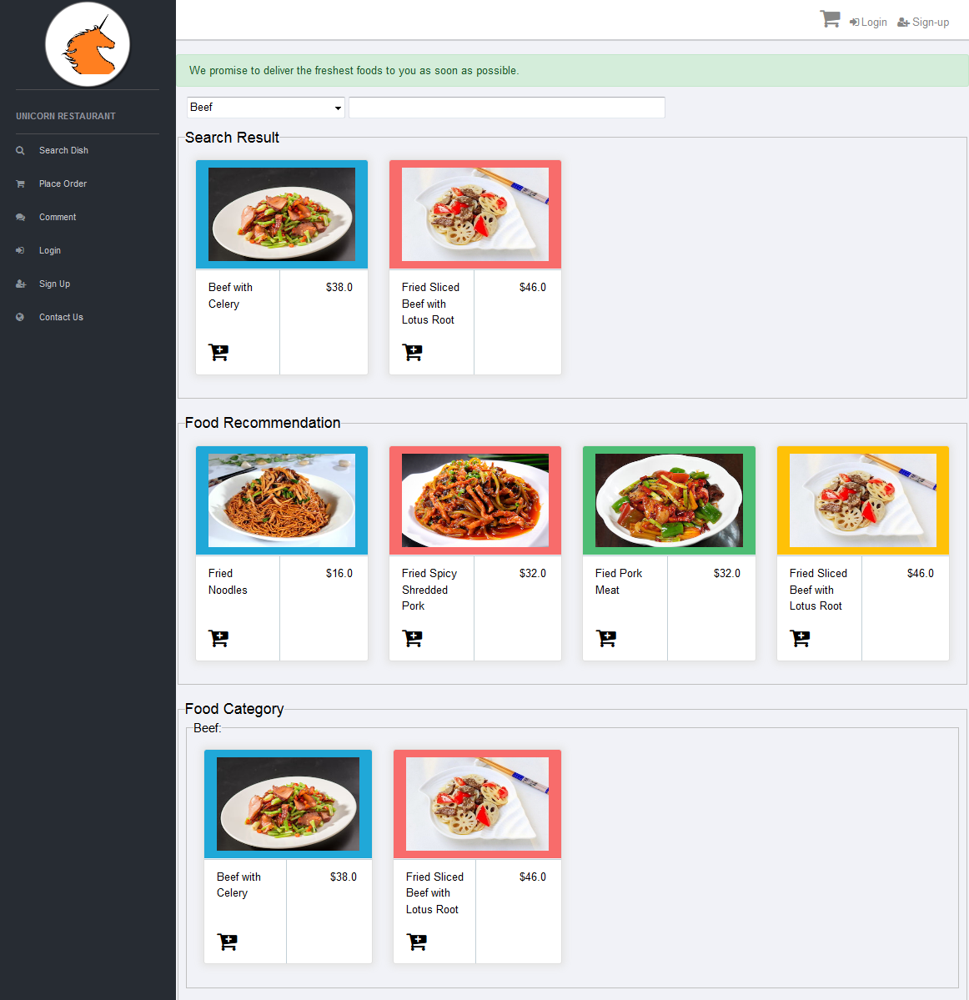 Login
Sign-up
UNICORN RESTAURANT
Search Dish
Place Order
Comment
Login
Sign Up
Contact Us
We promise to deliver the freshest foods to you as soon as possible.
Beef
Search Result
Beef with
Celery
$38.0
Fried Sliced
Beef with
Lotus Root
$46.0
Food Recommendation
Fried
Noodles
$16.0
Fried Spicy
Shredded
Pork
$32.0
Fied Pork
Meat
$32.0
Fried Sliced
Beef with
Lotus Root
$46.0
Food Category
Beef:
Beef with
Celery
$38.0
Fried Sliced
Beef with
Lotus Root
$46.0